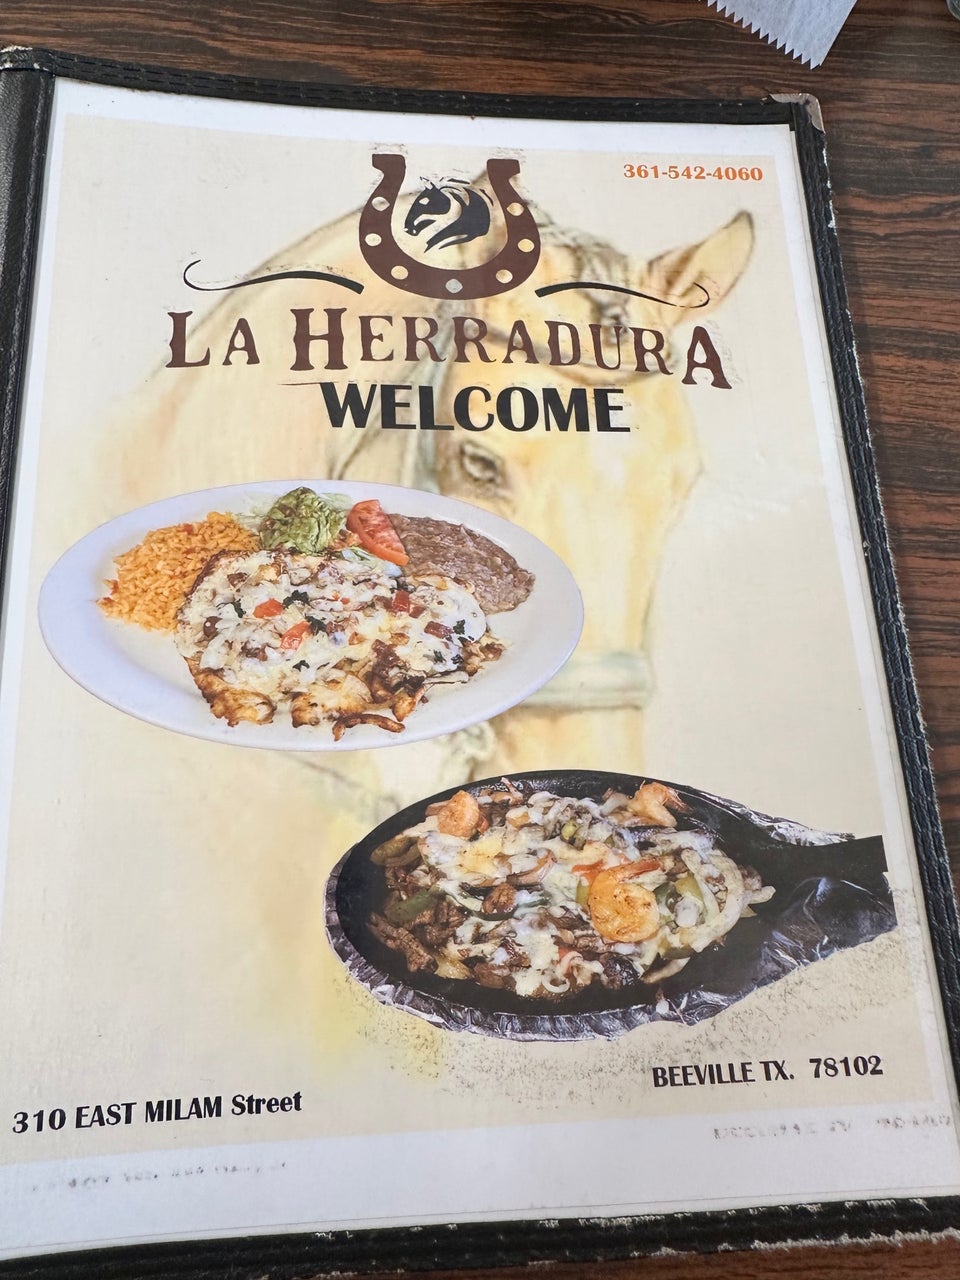 361-542-4060
LA HERRADURA
WELCOME
BEEVILLE TX. 78102
310 EAST MILAM Street